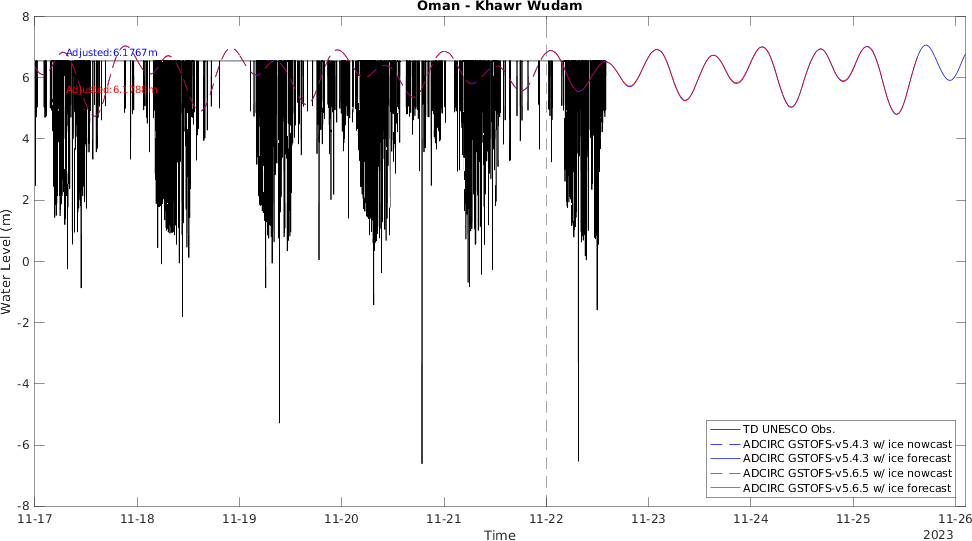 Oman - Khawr Wudam
8
6
4
2
0
-2
-4
-6
-8
Water Level (m)
Adjusted:6.1767m
Adjusted:6.1788m
TD UNESCO Obs.
ADCIRC GSTOFS-v5.4.3 w/ ice nowcast
ADCIRC GSTOFS-v5.4.3 w/ ice forecast
ADCIRC GSTOFS-v5.6.5 w/ ice nowcast
ADCIRC GSTOFS-v5.6.5 w/ ice forecast
11-17 11-18 11-19 11-20 11-21 11-22 11-23 11-24 11-25 11-26
Time
2023